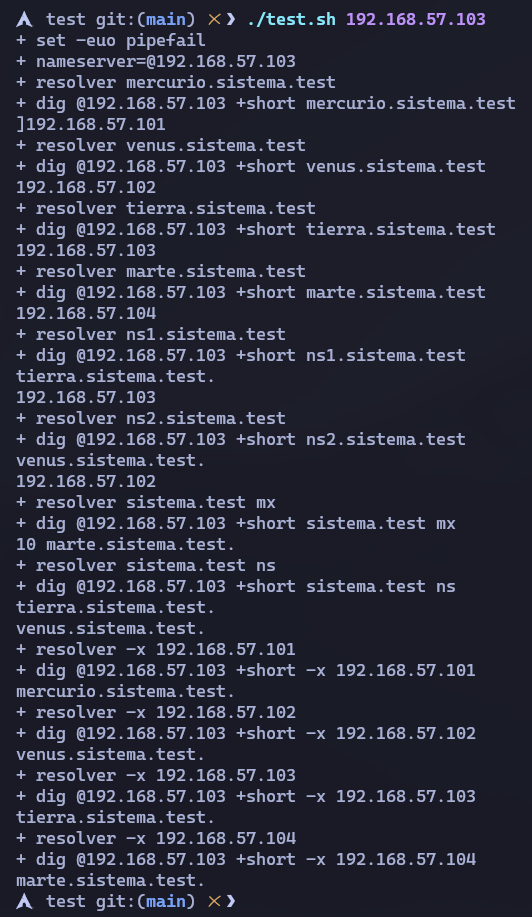 test git:(main) ✕ ❯ ./test.sh 192.168.57.103
+ set -euo pipefail
+ nameserver=@192.168.57.103
+ resolver mercurio.sistema.test
+ dig @192.168.57.103 +short mercurio.sistema.test
]192.168.57.101
+ resolver venus.sistema.test
+ dig @192.168.57.103 +short venus.sistema.test
192.168.57.102
+ resolver tierra.sistema.test
+ dig @192.168.57.103 +short tierra.sistema.test
192.168.57.103
+ resolver marte.sistema.test
+ dig @192.168.57.103 +short marte.sistema.test
192.168.57.104
+ resolver ns1.sistema.test
+ dig @192.168.57.103 +short ns1.sistema.test
tierra.sistema.test.
192.168.57.103
+ resolver ns2.sistema.test
+ dig @192.168.57.103 +short ns2.sistema.test
venus.sistema.test.
192.168.57.102
+ resolver sistema.test mx
+ dig @192.168.57.103 +short sistema.test mx
10 marte.sistema.test.
+ resolver sistema.test ns
+ dig @192.168.57.103 +short sistema.test ns
tierra.sistema.test.
venus.sistema.test.
+ resolver -x 192.168.57.101
+ dig @192.168.57.103 +short -x 192.168.57.101
mercurio.sistema.test.
+ resolver -x 192.168.57.102
+ dig @192.168.57.103 +short -x 192.168.57.102
venus.sistema.test.
+ resolver -x 192.168.57.103
+ dig @192.168.57.103 +short -x 192.168.57.103
tierra.sistema.test.
+ resolver -x 192.168.57.104
+ dig @192.168.57.103 +short -x 192.168.57.104
marte.sistema.test.
test git:(main) ✕ ❯